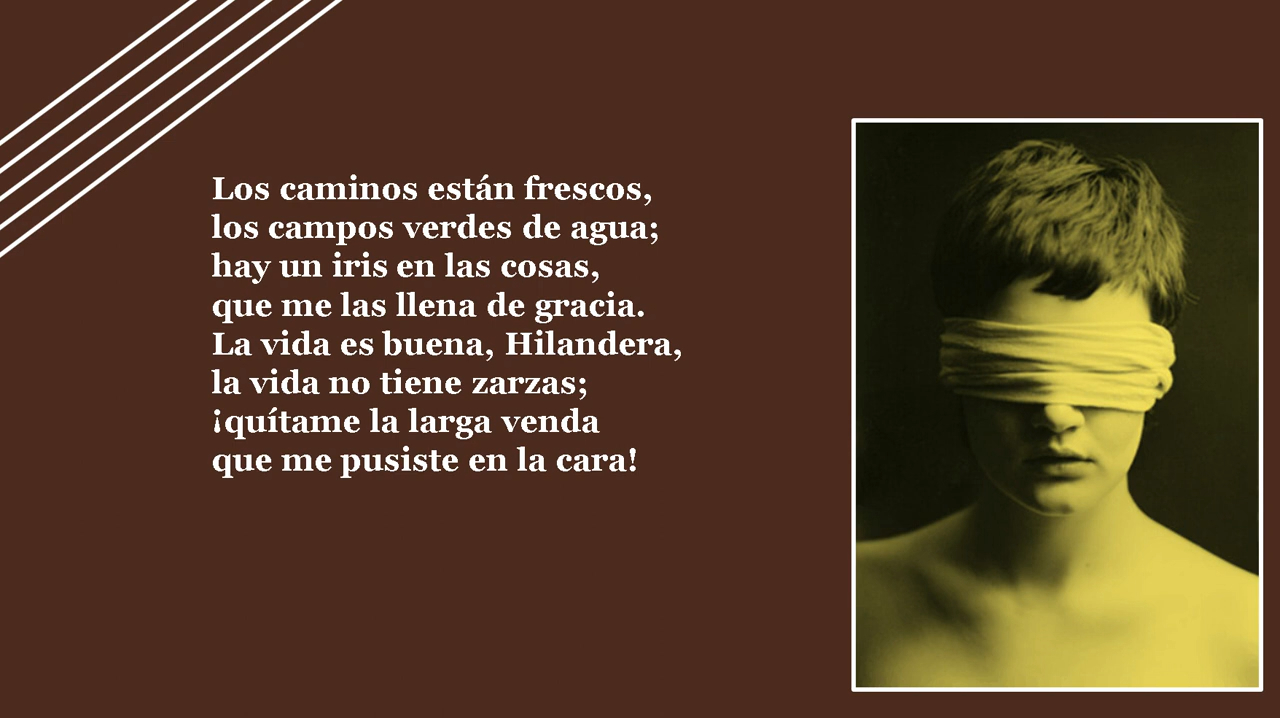 Los caminos están frescos,
los campos verdes de agua;
hay un iris en las cosas,
que me las llena de gracia.
La vida es buena, Hilandera,
la vida no tiene zarzas;
¡quítame la larga venda
que me pusiste en la cara!